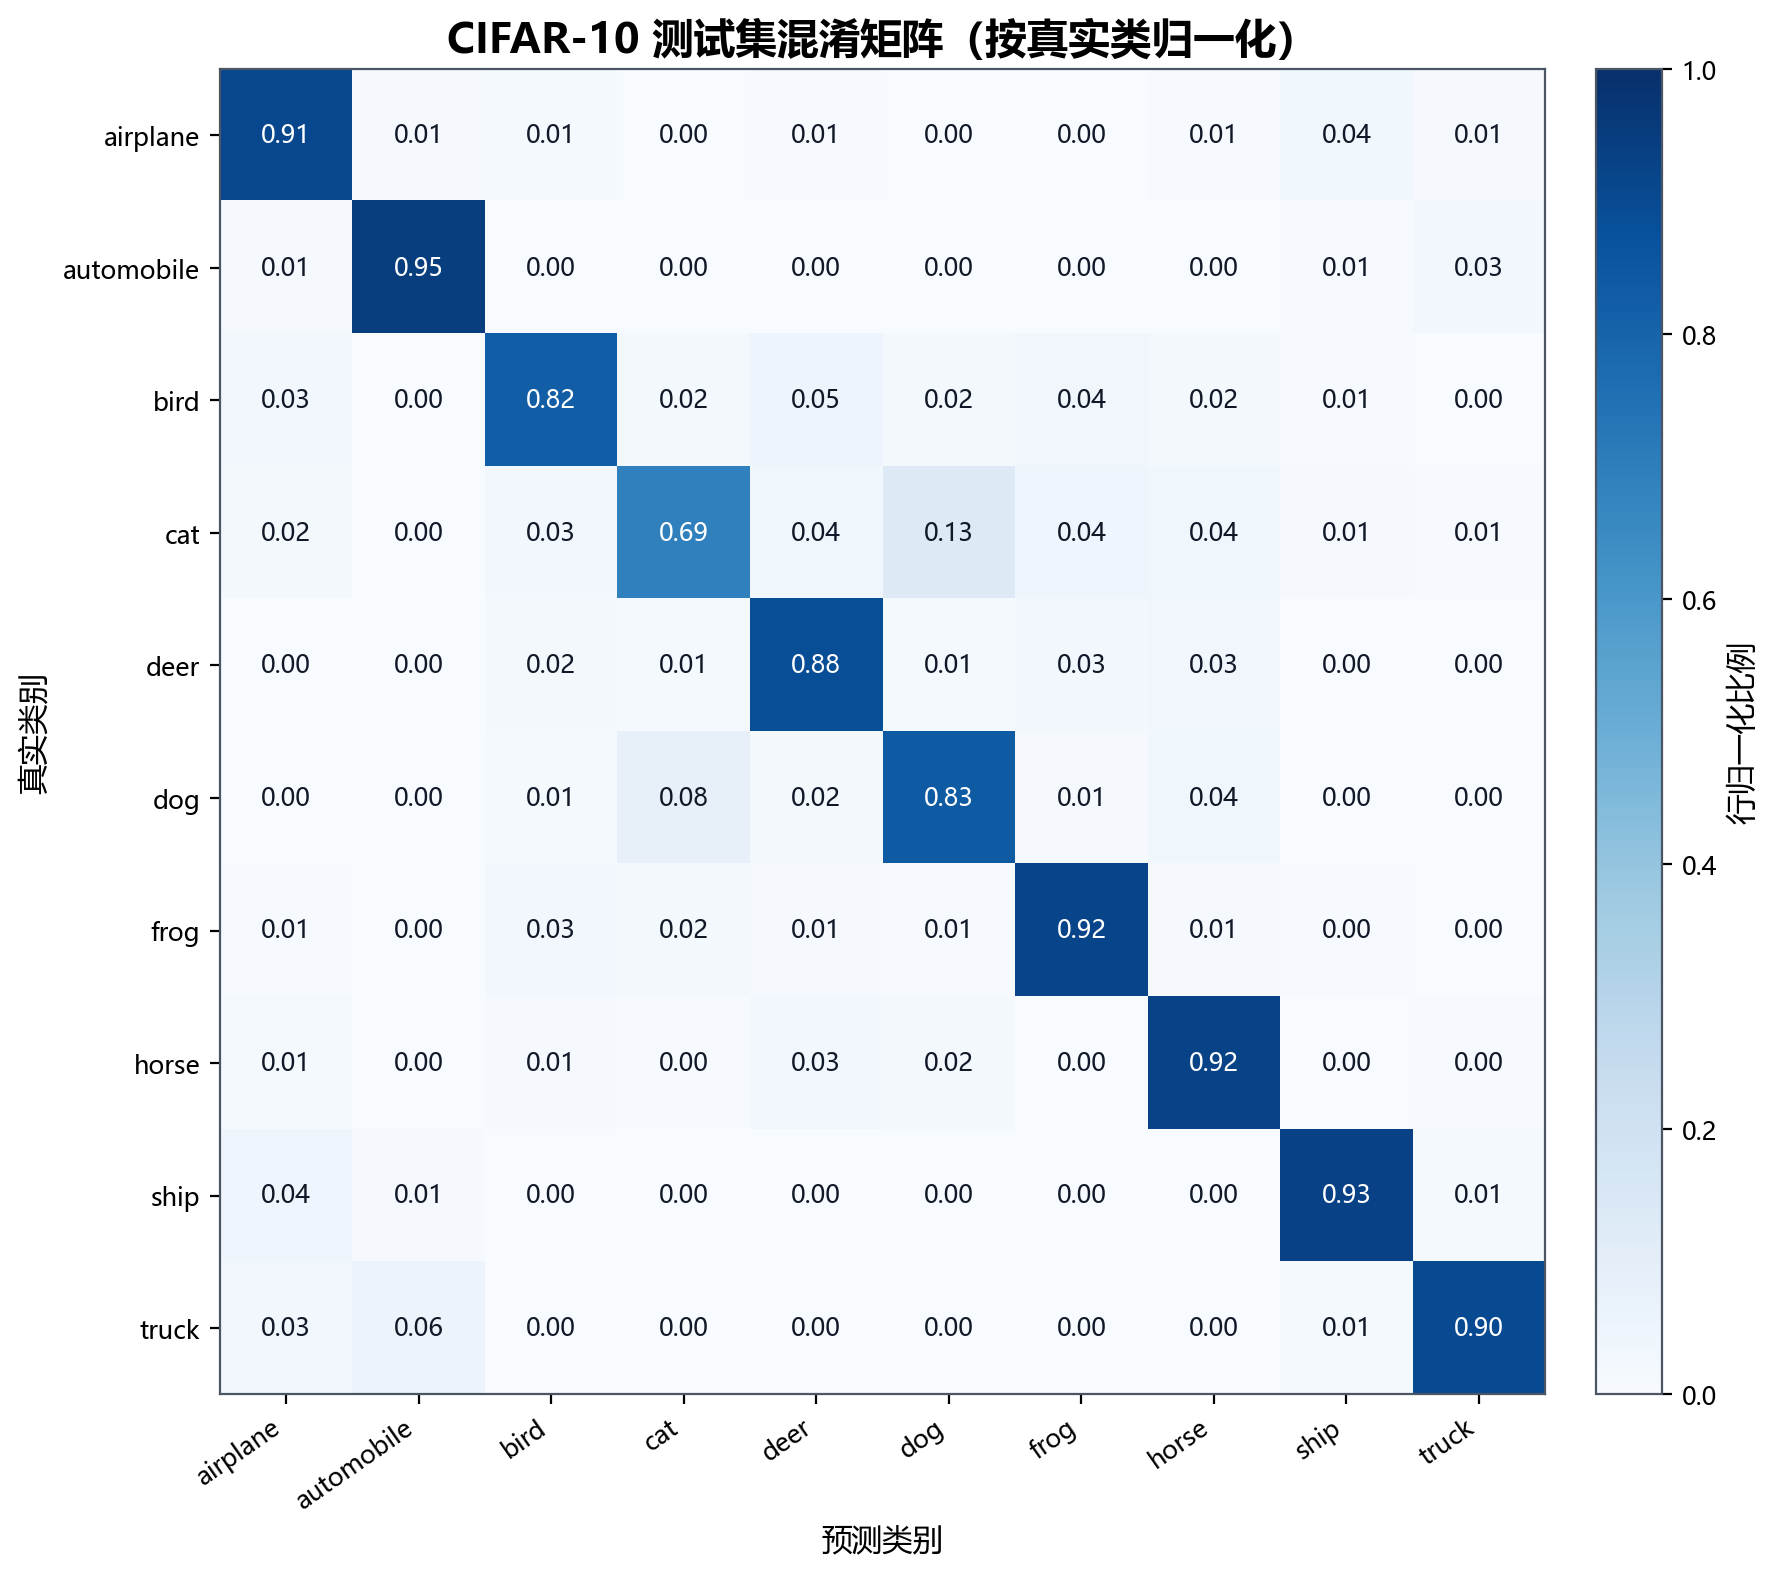 CIFAR-10 测试集混淆矩阵（按真实类归一化）
airplane 0.91 0.01 0.01 0.00 0.01 0.00 0.00 0.01 0.04 0.01
automobile 0.01 0.95 0.00 0.00 0.00 0.00 0.00 0.00 0.01 0.03
bird 0.03 0.00 0.82 0.02 0.05 0.02 0.04 0.02 0.01 0.00
cat 0.02 0.00 0.03 0.69 0.04 0.13 0.04 0.04 0.01 0.01
deer 0.00 0.00 0.02 0.01 0.88 0.01 0.03 0.03 0.00 0.00
dog 0.00 0.00 0.01 0.08 0.02 0.83 0.01 0.04 0.00 0.00
frog 0.01 0.00 0.03 0.02 0.01 0.01 0.92 0.01 0.00 0.00
horse 0.01 0.00 0.01 0.00 0.03 0.02 0.00 0.92 0.00 0.00
ship 0.04 0.01 0.00 0.00 0.00 0.00 0.00 0.00 0.93 0.01
truck 0.03 0.06 0.00 0.00 0.00 0.00 0.00 0.00 0.01 0.90
airplane automobile bird cat deer dog frog horse ship truck
预测类别
真实类别
1.0
0.8
0.6
0.4
0.2
0.0
行归一化比例